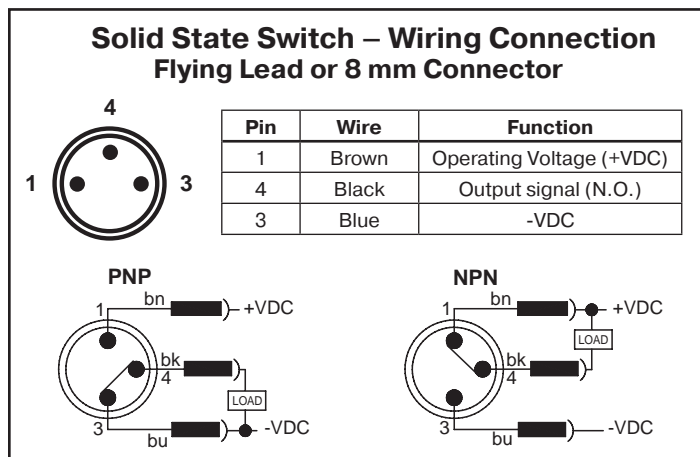 Solid State Switch – Wiring Connection
Flying Lead or 8 mm Connector
4
1
3
Pin Wire Function
1 Brown Operating Voltage (+VDC)
4 Black Output signal (N.O.)
3 Blue -VDC
PNP
1
bn
+VDC
bk
4
LOAD
3
bu
-VDC
NPN
1
bn
+VDC
LOAD
bk
4
3
bu
-VDC